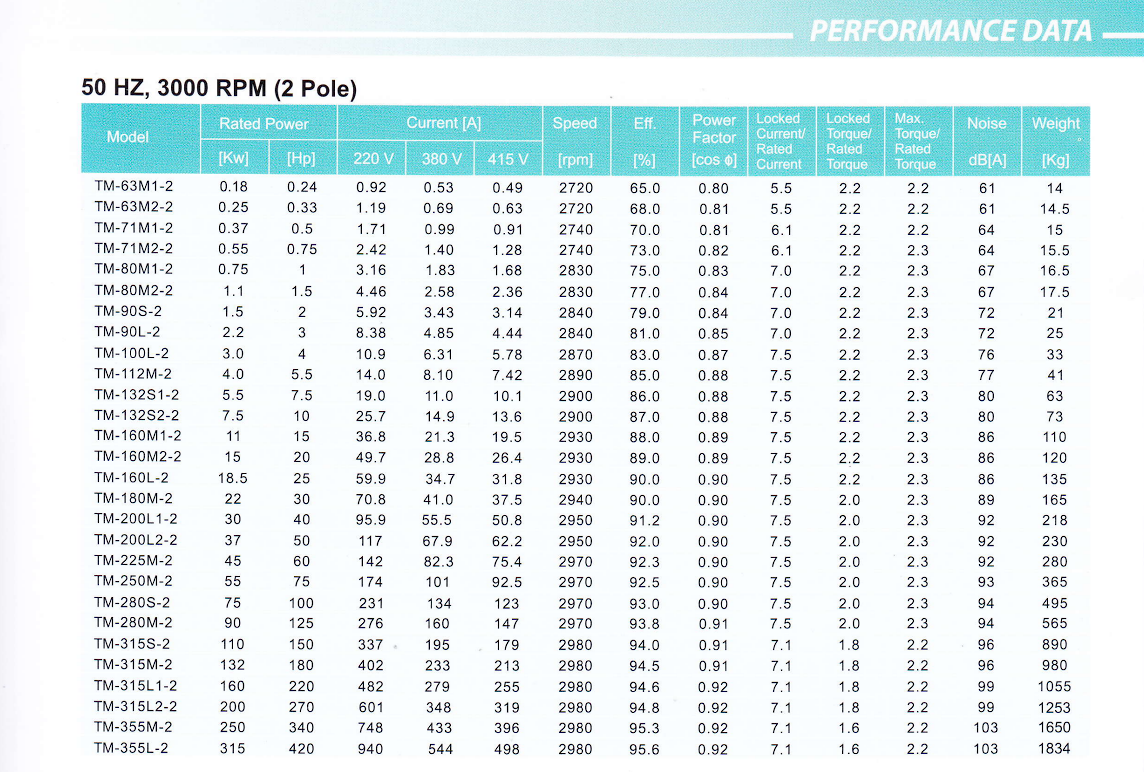 PERFORMANCE DATA
50 HZ, 3000 RPM (2 Pole)
Model Rated Power Current [A] Speed Eff. Power Factor Locked Current/ Rated Current Locked Torque/ Rated Torque Max. Torque/ Rated Torque Noise Weight
[Kw] [Hp] 220 V 380 V 415 V [rpm] [%] [cos ϕ] dB[A] [Kg]
TM-63M1-2 0.18 0.24 0.92 0.53 0.49 2720 65.0 0.80 5.5 2.2 2.2 61 14
TM-63M2-2 0.25 0.33 1.19 0.69 0.63 2720 68.0 0.81 5.5 2.2 2.2 61 14.5
TM-71M1-2 0.37 0.5 1.71 0.99 0.91 2740 70.0 0.81 6.1 2.2 2.2 64 15
TM-71M2-2 0.55 0.75 2.42 1.40 1.28 2740 73.0 0.82 6.1 2.2 2.3 64 15.5
TM-80M1-2 0.75 1 3.16 1.83 1.68 2830 75.0 0.83 7.0 2.2 2.3 67 16.5
TM-80M2-2 1.1 1.5 4.46 2.58 2.36 2830 77.0 0.84 7.0 2.2 2.3 67 17.5
TM-90S-2 1.5 2 5.92 3.43 3.14 2840 79.0 0.84 7.0 2.2 2.3 72 21
TM-90L-2 2.2 3 8.38 4.85 4.44 2840 81.0 0.85 7.0 2.2 2.3 72 25
TM-100L-2 3.0 4 10.9 6.31 5.78 2870 83.0 0.87 7.5 2.2 2.3 76 33
TM-112M-2 4.0 5.5 14.0 8.10 7.42 2890 85.0 0.88 7.5 2.2 2.3 77 41
TM-132S1-2 5.5 7.5 19.0 11.0 10.1 2900 86.0 0.88 7.5 2.2 2.3 80 63
TM-132S2-2 7.5 10 25.7 14.9 13.6 2900 87.0 0.88 7.5 2.2 2.3 80 73
TM-160M1-2 11 15 36.8 21.3 19.5 2930 88.0 0.89 7.5 2.2 2.3 86 110
TM-160M2-2 15 20 49.7 28.8 26.4 2930 89.0 0.89 7.5 2.2 2.3 86 120
TM-160L-2 18.5 25 59.9 34.7 31.8 2930 90.0 0.90 7.5 2.2 2.3 86 135
TM-180M-2 22 30 70.8 41.0 37.5 2940 90.0 0.90 7.5 2.0 2.3 89 165
TM-200L1-2 30 40 95.9 55.5 50.8 2950 91.2 0.90 7.5 2.0 2.3 92 218
TM-200L2-2 37 50 117 67.9 62.2 2950 92.0 0.90 7.5 2.0 2.3 92 230
TM-225M-2 45 60 142 82.3 75.4 2970 92.3 0.90 7.5 2.0 2.3 92 280
TM-250M-2 55 75 174 101 92.5 2970 92.5 0.90 7.5 2.0 2.3 93 365
TM-280S-2 75 100 231 134 123 2970 93.0 0.90 7.5 2.0 2.3 94 495
TM-280M-2 90 125 276 160 147 2970 93.8 0.91 7.5 2.0 2.3 94 565
TM-315S-2 110 150 337 195 179 2980 94.0 0.91 7.1 1.8 2.2 96 890
TM-315M-2 132 180 402 233 213 2980 94.5 0.91 7.1 1.8 2.2 96 980
TM-315L1-2 160 220 482 279 255 2980 94.6 0.92 7.1 1.8 2.2 99 1055
TM-315L2-2 200 270 601 348 319 2980 94.8 0.92 7.1 1.8 2.2 99 1253
TM-355M-2 250 340 748 433 396 2980 95.3 0.92 7.1 1.6 2.2 103 1650
TM-355L-2 315 420 940 544 498 2980 95.6 0.92 7.1 1.6 2.2 103 1834